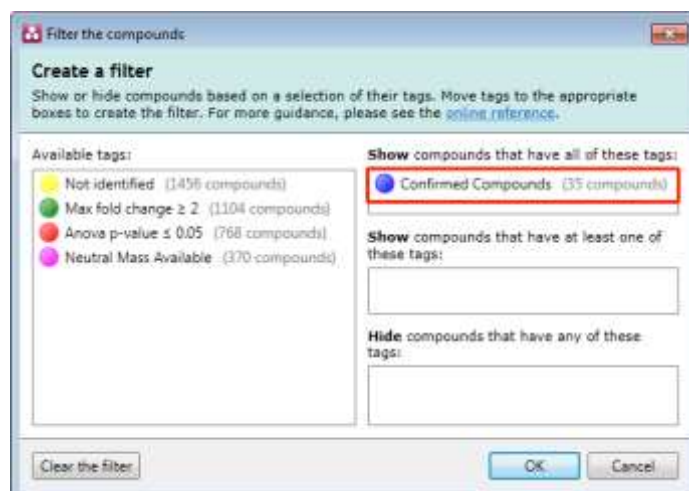 Filter the compounds
Create a filter
Show or hide compounds based on a selection of their tags. Move tags to the appropriate
boxes to create the filter. For more guidance, please see the online reference.
Available tags:
Not identified (1456 compounds)
Max fold change ≥ 2 (1104 compounds)
Anova p-value ≤ 0.05 (768 compounds)
Neutral Mass Available (370 compounds)
Show compounds that have all of these tags:
Confirmed Compounds (35 compounds)
Show compounds that have at least one of
these tags:
Hide compounds that have any of these
tags:
Clear the filter
OK
Cancel